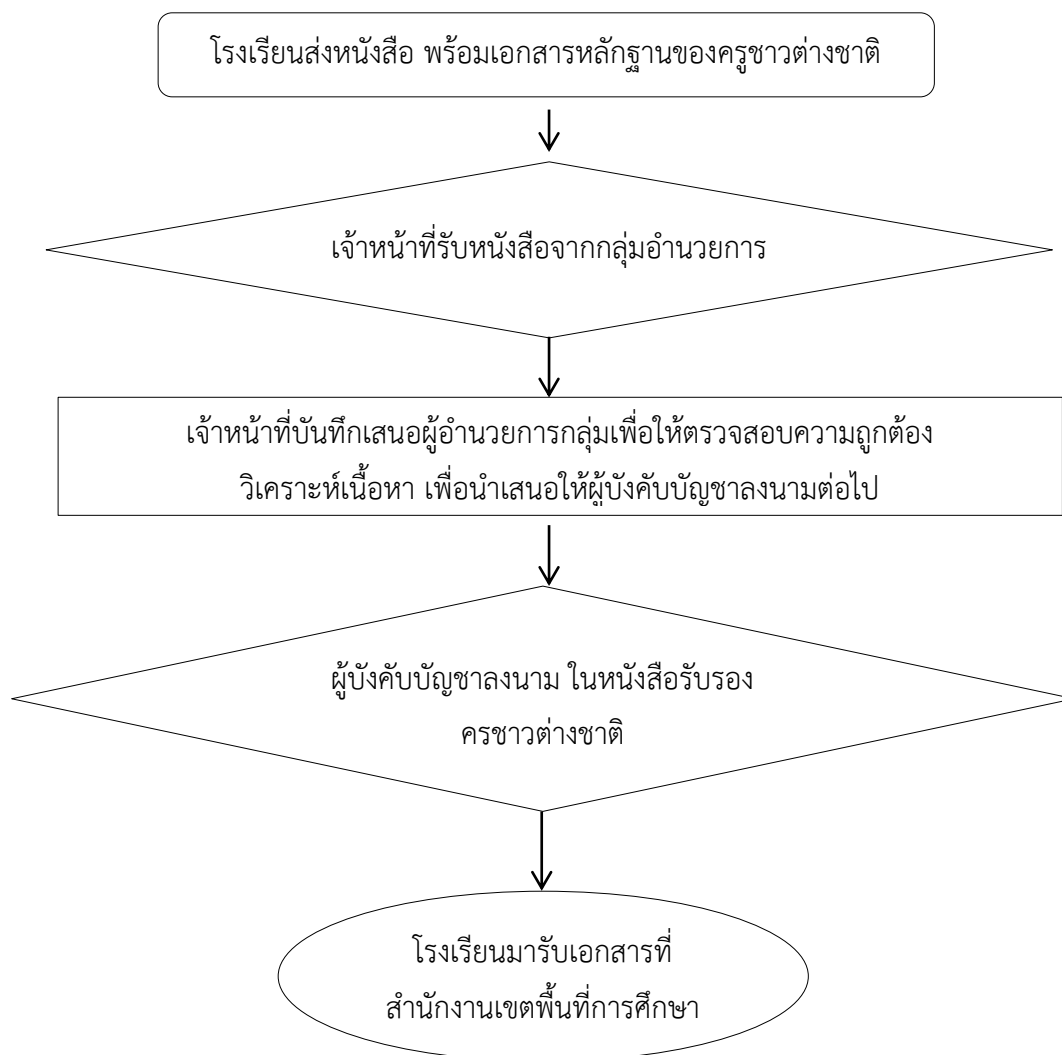 โรงเรียนส่งหนังสือ พร้อมเอกสารหลักฐานของครูชาวต่างชาติ
เจ้าหน้าที่รับหนังสือจากกลุ่มอำนวยการ
เจ้าหน้าที่บันทึกเสนอผู้อำนวยการกลุ่มเพื่อให้ตรวจสอบความถูกต้อง
วิเคราะห์เนื้อหา เพื่อนำเสนอให้ผู้บังคับบัญชาลงนามต่อไป
ผู้บังคับบัญชาลงนาม ในหนังสือรับรอง
ครชาวต่างชาติ
โรงเรียนมารับเอกสารที่
สำนักงานเขตพื้นที่การศึกษา